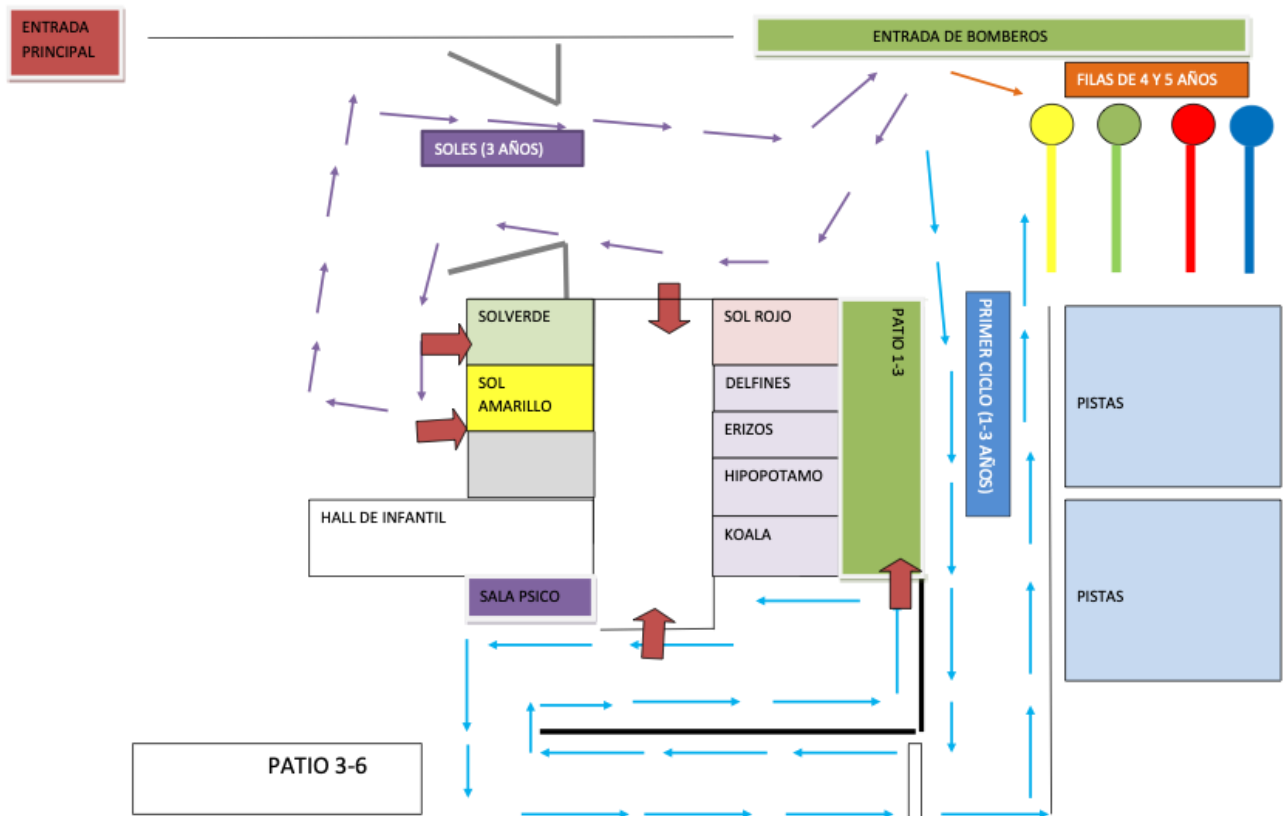 ENTRADA
PRINCIPAL
ENTRADA DE BOMBEROS
FILAS DE 4 Y 5 AÑOS
SOLES (3 AÑOS)
SOLVERDE
SOL ROJO
PATIO 1-3
PRIMER CICLO (1-3 AÑOS)
SOL
AMARILLO
DELFINES
PISTAS
ERIZOS
HIPOPOTAMO
HALL DE INFANTIL
KOALA
SALA PSICO
PISTAS
PATIO 3-6